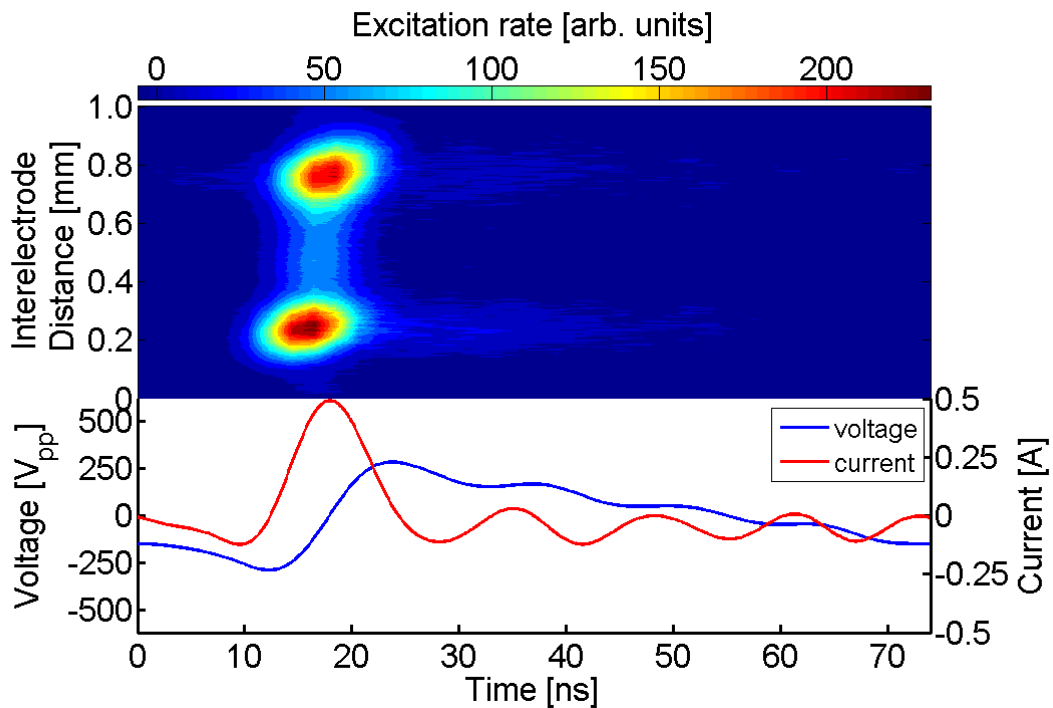 Excitation rate [arb. units]
0 50 100 150 200
Interelectrode
Distance [mm]
1.0
0.8
0.6
0.4
0.2
0
Voltage [Vpp]
500
250
0
-250
-500
voltage
current
0.5
0.25
0
-0.25
-0.5
Current [A]
0 10 20 30 40 50 60 70
Time [ns]